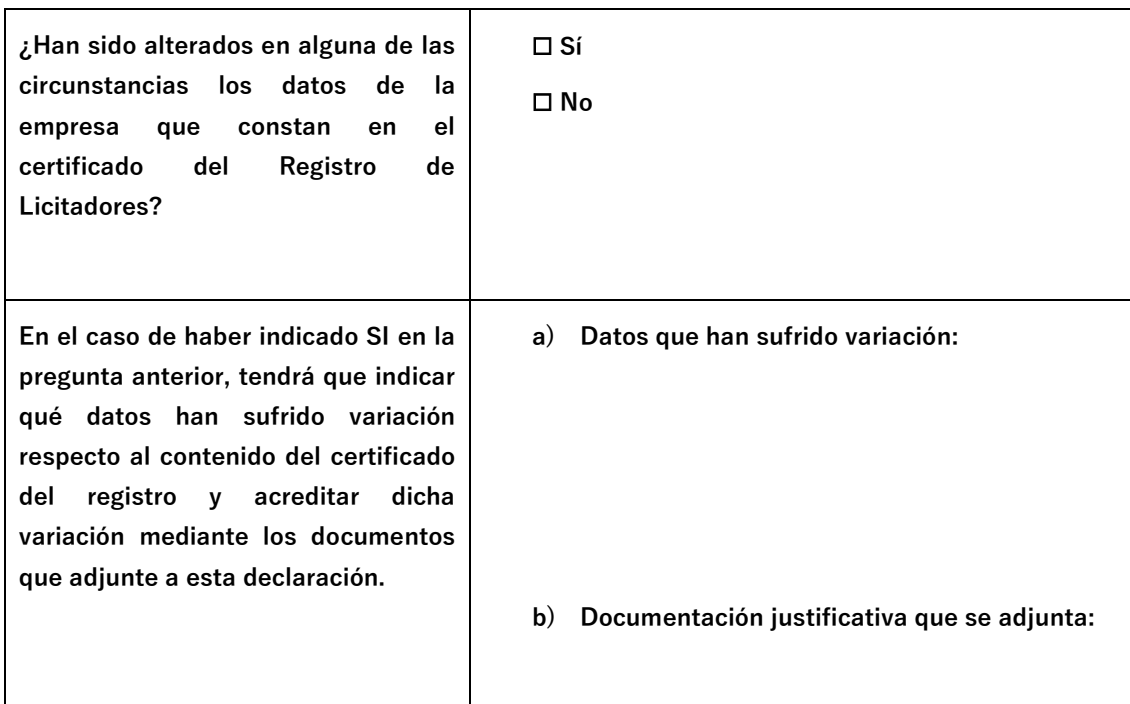 ¿Han sido alterados en alguna de las
circunstancias los datos de la
empresa que constan en el
certificado del Registro de
Licitadores?
☐ Sí
☐ No
En el caso de haber indicado SI en la
pregunta anterior, tendrá que indicar
qué datos han sufrido variación
respecto al contenido del certificado
del registro y acreditar dicha
variación mediante los documentos
que adjunte a esta declaración.
a) Datos que han sufrido variación:
b) Documentación justificativa que se adjunta: